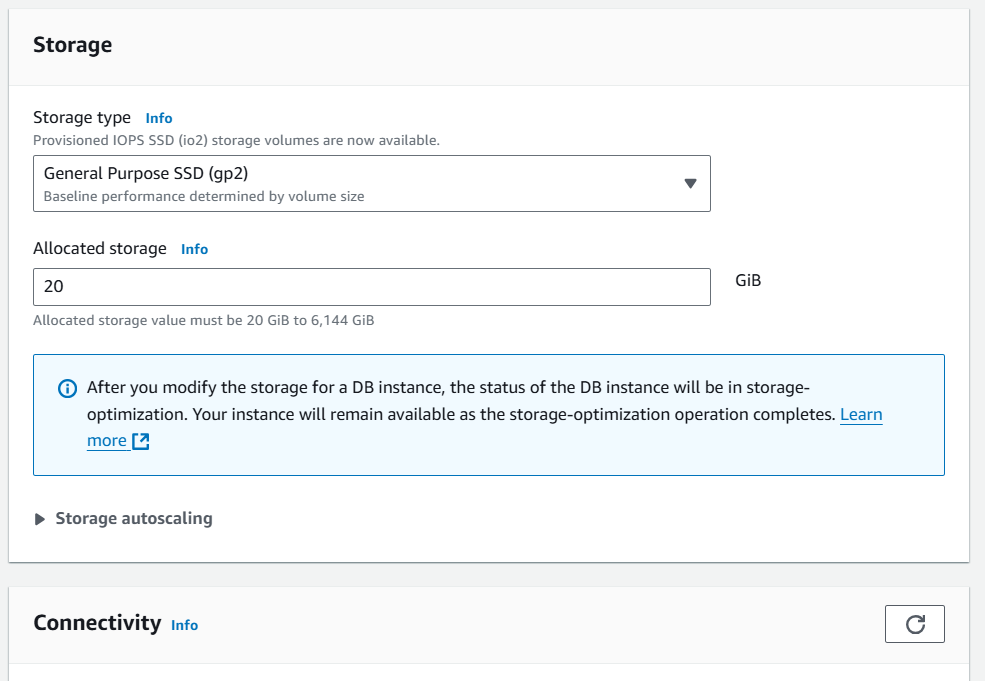 Storage
Storage type Info
Provisioned IOPS SSD (io2) storage volumes are now available.
General Purpose SSD (gp2)
Baseline performance determined by volume size
Allocated storage Info
20
GiB
Allocated storage value must be 20 GiB to 6,144 GiB
After you modify the storage for a DB instance, the status of the DB instance will be in storage-
optimization. Your instance will remain available as the storage-optimization operation completes. Learn
more
Storage autoscaling
Connectivity Info